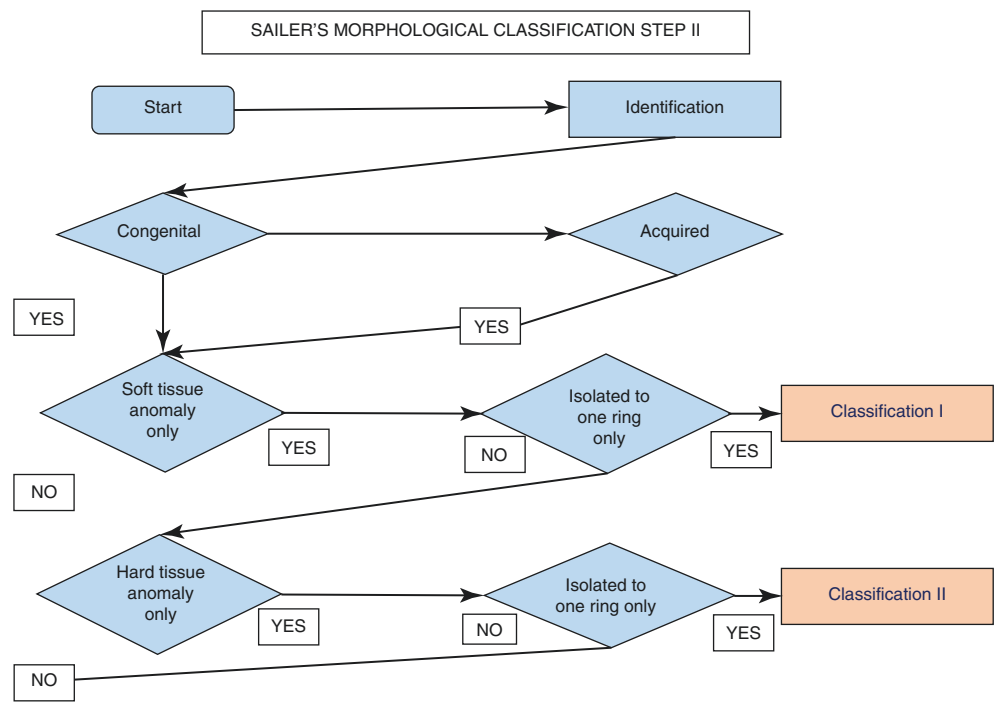 SAILER'S MORPHOLOGICAL CLASSIFICATION STEP II
Start
Identification
Congenital
Acquired
YES
YES
Soft tissue
anomaly
only
Isolated to
one ring
only
Classification I
YES
NO
YES
NO
Hard tissue
anomaly
only
Isolated to
one ring only
Classification II
YES
NO
YES
NO